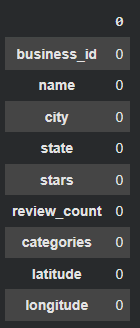 0
business_id 0
name 0
city 0
state 0
stars 0
review_count 0
categories 0
latitude 0
longitude 0